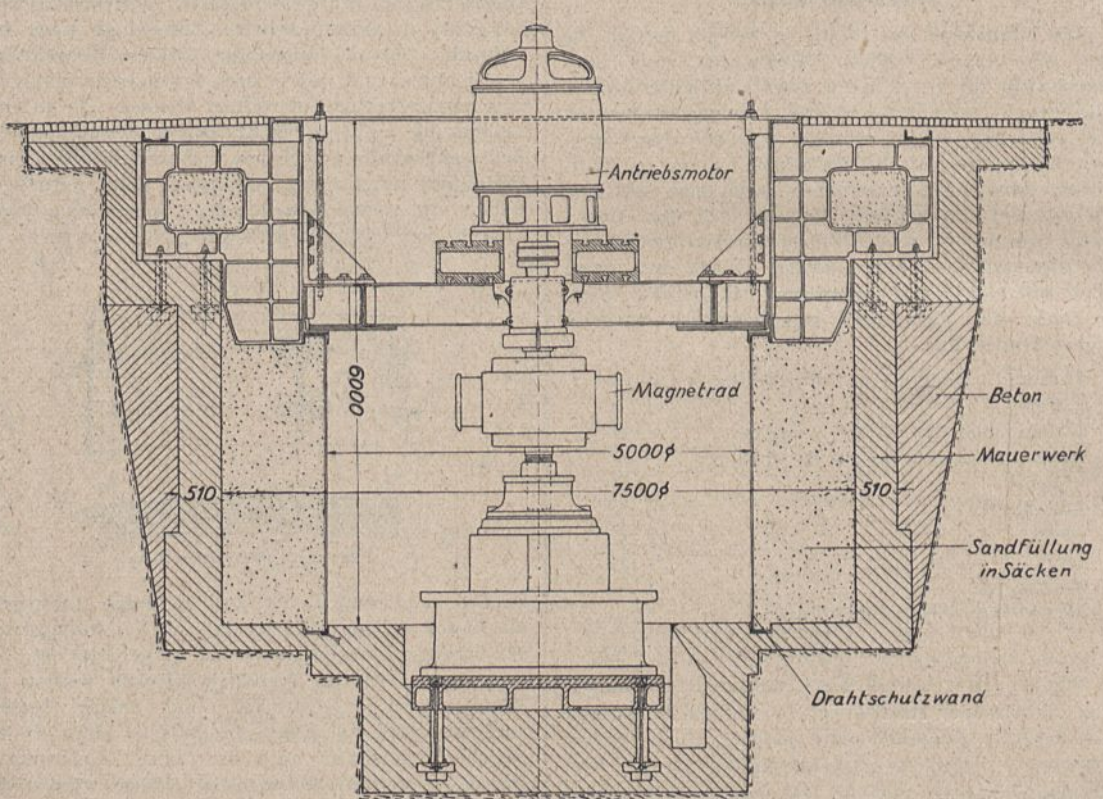 Antriebsmotor
6000
Magnetrad
Beton
5000ϕ
Mauerwerk
510
7500ϕ
510
Sandfüllung
in Säcken
Drahtschutzwand